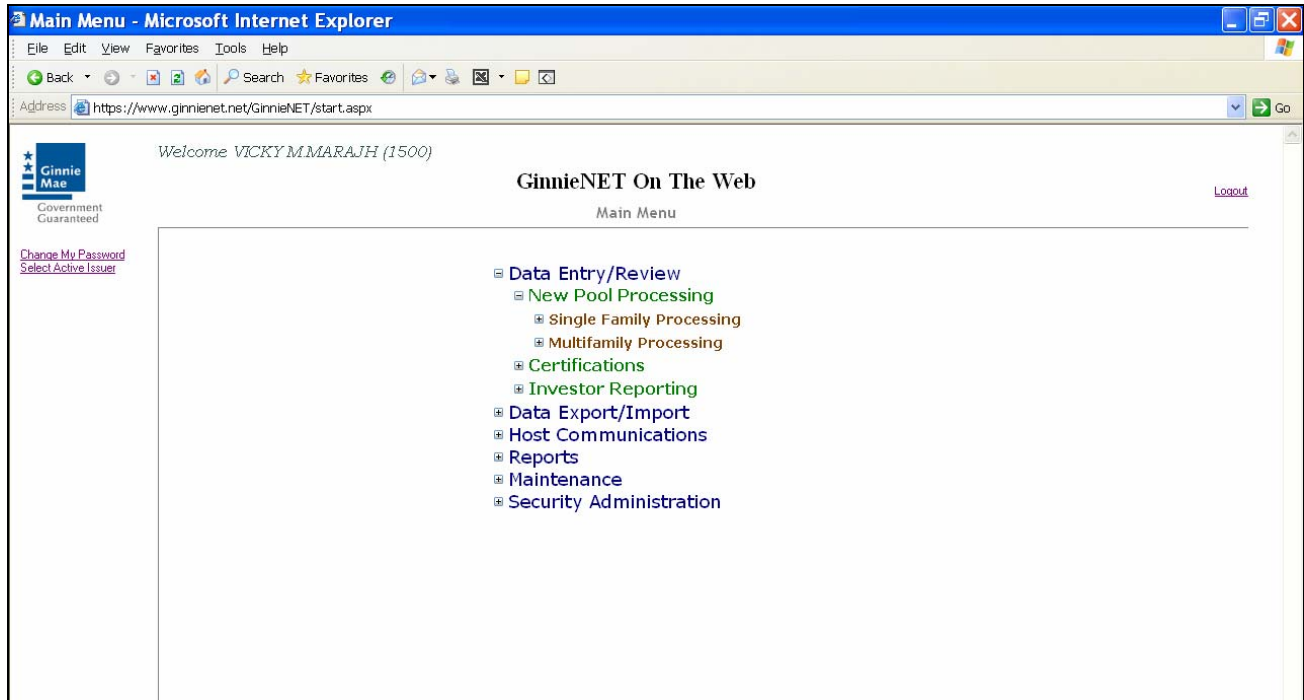 Main Menu - Microsoft Internet Explorer
File Edit View Favorites Tools Help
Back Search Favorites
Address https://www.ginnienet.net/GinnieNET/start.aspx Go
Welcome VICKY M.MARAJH (1500)
Ginnie
Mae
Government
Guaranteed
GinnieNET On The Web
Main Menu
Logout
Change My Password
Select Active Issuer
Data Entry/Review
New Pool Processing
Single Family Processing
Multifamily Processing
Certifications
Investor Reporting
Data Export/Import
Host Communications
Reports
Maintenance
Security Administration